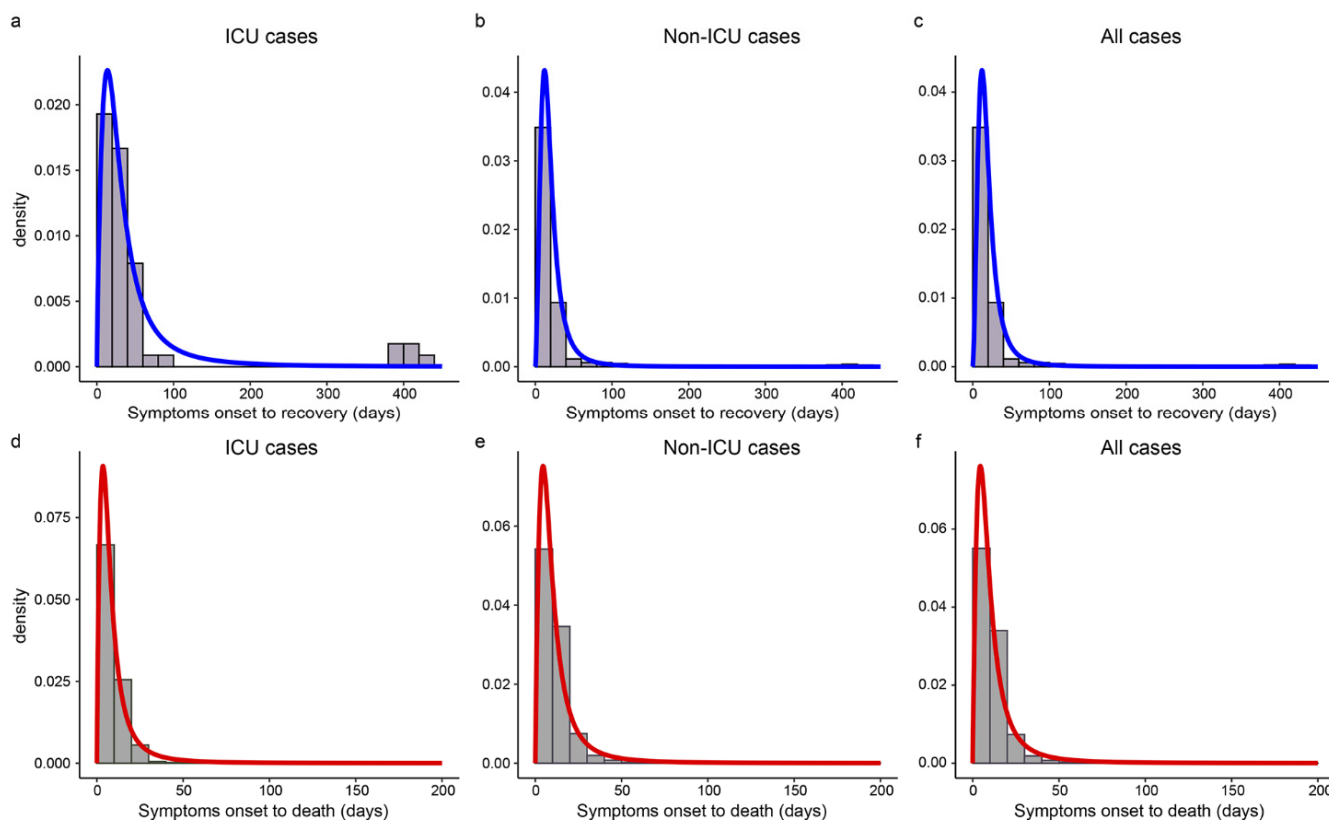 a
ICU cases
b
Non-ICU cases
c
All cases
density
0.020
0.015
0.010
0.005
0.000
0 100 200 300 400
Symptoms onset to recovery (days)
0.04
0.03
0.02
0.01
0.00
0 100 200 300 400
Symptoms onset to recovery (days)
0.04
0.03
0.02
0.01
0.00
0 100 200 300 400
Symptoms onset to recovery (days)
d
ICU cases
e
Non-ICU cases
f
All cases
density
0.075
0.050
0.025
0.000
0 50 100 150 200
Symptoms onset to death (days)
0.06
0.04
0.02
0.00
0 50 100 150 200
Symptoms onset to death (days)
0.06
0.04
0.02
0.00
0 50 100 150 200
Symptoms onset to death (days)